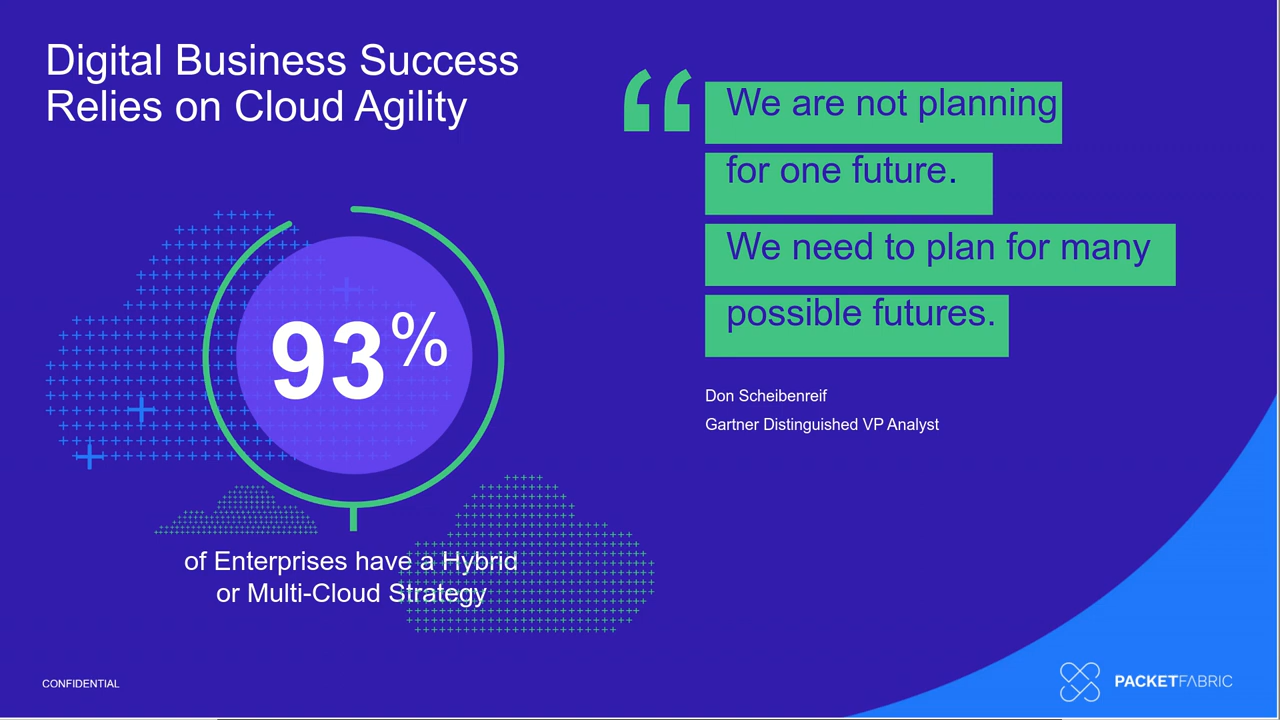 Digital Business Success
Relies on Cloud Agility
“
We are not planning
for one future.
We need to plan for many
possible futures.
Don Scheibenreif
Gartner Distinguished VP Analyst
93%
of Enterprises have a Hybrid
or Multi-Cloud Strategy
CONFIDENTIAL
PACKETFABRIC